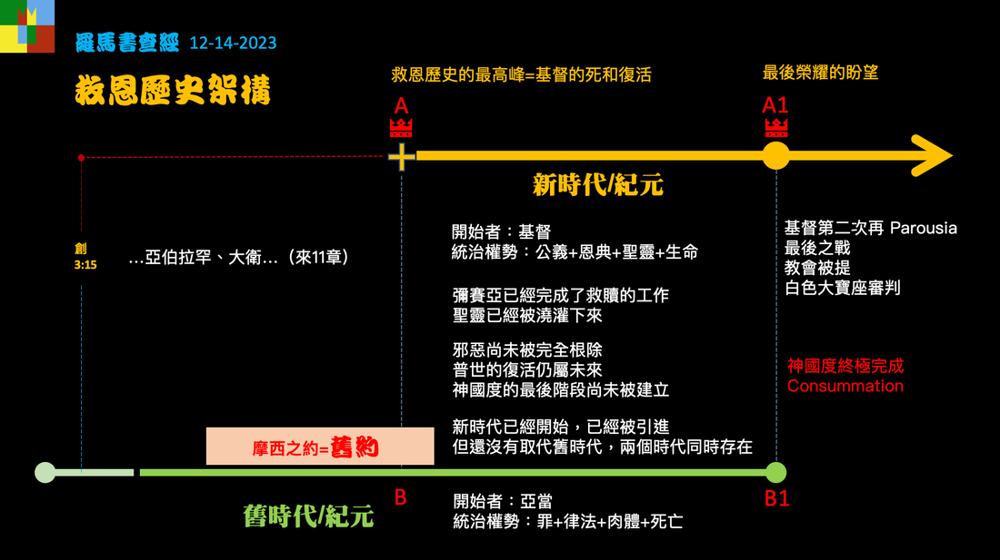 羅馬書查經 12-14-2023
救恩歷史架構
救恩歷史的最高峰=基督的死和復活
最後榮耀的盼望
A
A1
新時代/紀元
創
3:15
…亞伯拉罕、大衛…（來11章）
開始者：基督
統治權勢：公義+恩典+聖靈+生命
彌賽亞已經完成了救贖的工作
聖靈已經被澆灌下來
邪惡尚未被完全根除
普世的復活仍屬未來
神國度的最後階段尚未被建立
新時代已經開始，已經被引進
但還沒有取代舊時代，兩個時代同時存在
基督第二次再 Parousia
最後之戰
教會被提
白色大寶座審判
神國度終極完成
Consummation
摩西之約=舊約
B
B1
舊時代/紀元
開始者：亞當
統治權勢：罪+律法+肉體+死亡